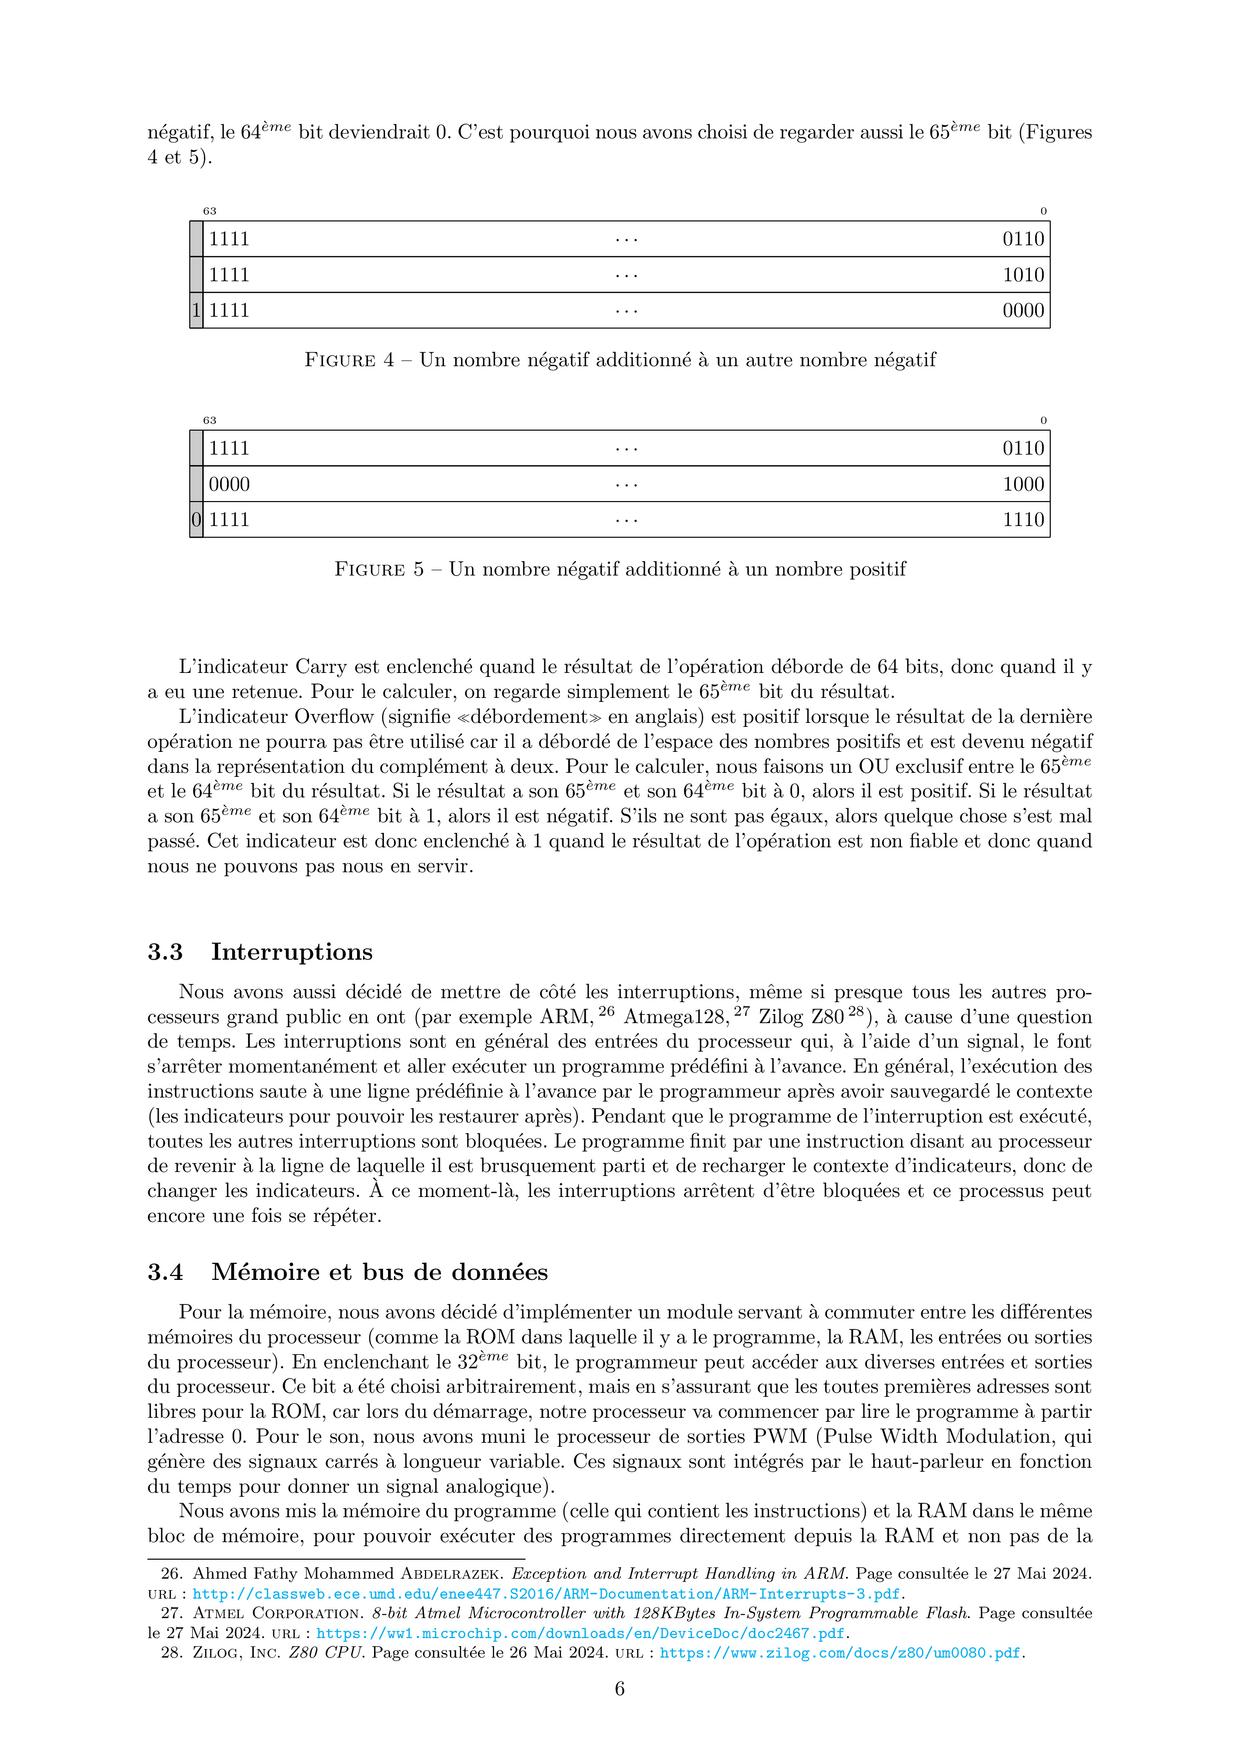 négatif, le 64ème bit deviendrait 0. C'est pourquoi nous avons choisi de regarder aussi le 65ème bit (Figures
4 et 5).
63 0
1111 ··· 0110
1111 ··· 1010
1 1111 ··· 0000
Figure 4 – Un nombre négatif additionné à un autre nombre négatif
63 0
1111 ··· 0110
0000 ··· 1000
0 1111 ··· 1110
Figure 5 – Un nombre négatif additionné à un nombre positif
L'indicateur Carry est enclenché quand le résultat de l'opération déborde de 64 bits, donc quand il y
a eu une retenue. Pour le calculer, on regarde simplement le 65ème bit du résultat.
L'indicateur Overflow (signifie ≪débordement≫ en anglais) est positif lorsque le résultat de la dernière
opération ne pourra pas être utilisé car il a débordé de l'espace des nombres positifs et est devenu négatif
dans la représentation du complément à deux. Pour le calculer, nous faisons un OU exclusif entre le 65ème
et le 64ème bit du résultat. Si le résultat a son 65ème et son 64ème bit à 0, alors il est positif. Si le résultat
a son 65ème et son 64ème bit à 1, alors il est négatif. S'ils ne sont pas égaux, alors quelque chose s'est mal
passé. Cet indicateur est donc enclenché à 1 quand le résultat de l'opération est non fiable et donc quand
nous ne pouvons pas nous en servir.
3.3 Interruptions
Nous avons aussi décidé de mettre de côté les interruptions, même si presque tous les autres pro-
cesseurs grand public en ont (par exemple ARM, 26 Atmega128, 27 Zilog Z80 28), à cause d'une question
de temps. Les interruptions sont en général des entrées du processeur qui, à l'aide d'un signal, le font
s'arrêter momentanément et aller exécuter un programme prédéfini à l'avance. En général, l'exécution des
instructions saute à une ligne prédéfinie à l'avance par le programmeur après avoir sauvegardé le contexte
(les indicateurs pour pouvoir les restaurer après). Pendant que le programme de l'interruption est exécuté,
toutes les autres interruptions sont bloquées. Le programme finit par une instruction disant au processeur
de revenir à la ligne de laquelle il est brusquement parti et de recharger le contexte d'indicateurs, donc de
changer les indicateurs. À ce moment-là, les interruptions arrêtent d'être bloquées et ce processus peut
encore une fois se répéter.
3.4 Mémoire et bus de données
Pour la mémoire, nous avons décidé d'implémenter un module servant à commuter entre les différentes
mémoires du processeur (comme la ROM dans laquelle il y a le programme, la RAM, les entrées ou sorties
du processeur). En enclenchant le 32ème bit, le programmeur peut accéder aux diverses entrées et sorties
du processeur. Ce bit a été choisi arbitrairement, mais en s'assurant que les toutes premières adresses sont
libres pour la ROM, car lors du démarrage, notre processeur va commencer par lire le programme à partir
l'adresse 0. Pour le son, nous avons muni le processeur de sorties PWM (Pulse Width Modulation, qui
génère des signaux carrés à longueur variable. Ces signaux sont intégrés par le haut-parleur en fonction
du temps pour donner un signal analogique).
Nous avons mis la mémoire du programme (celle qui contient les instructions) et la RAM dans le même
bloc de mémoire, pour pouvoir exécuter des programmes directement depuis la RAM et non pas de la
26. Ahmed Fathy Mohammed Abdelrazek. Exception and Interrupt Handling in ARM. Page consultée le 27 Mai 2024.
url : http://classweb.ece.umd.edu/enee447.S2016/ARM-Documentation/ARM-Interrupts-3.pdf.
27. Atmel Corporation. 8-bit Atmel Microcontroller with 128KBytes In-System Programmable Flash. Page consultée
le 27 Mai 2024. url : https://ww1.microchip.com/downloads/en/DeviceDoc/doc2467.pdf.
28. Zilog, Inc. Z80 CPU. Page consultée le 26 Mai 2024. url : https://www.zilog.com/docs/z80/um0080.pdf.
6